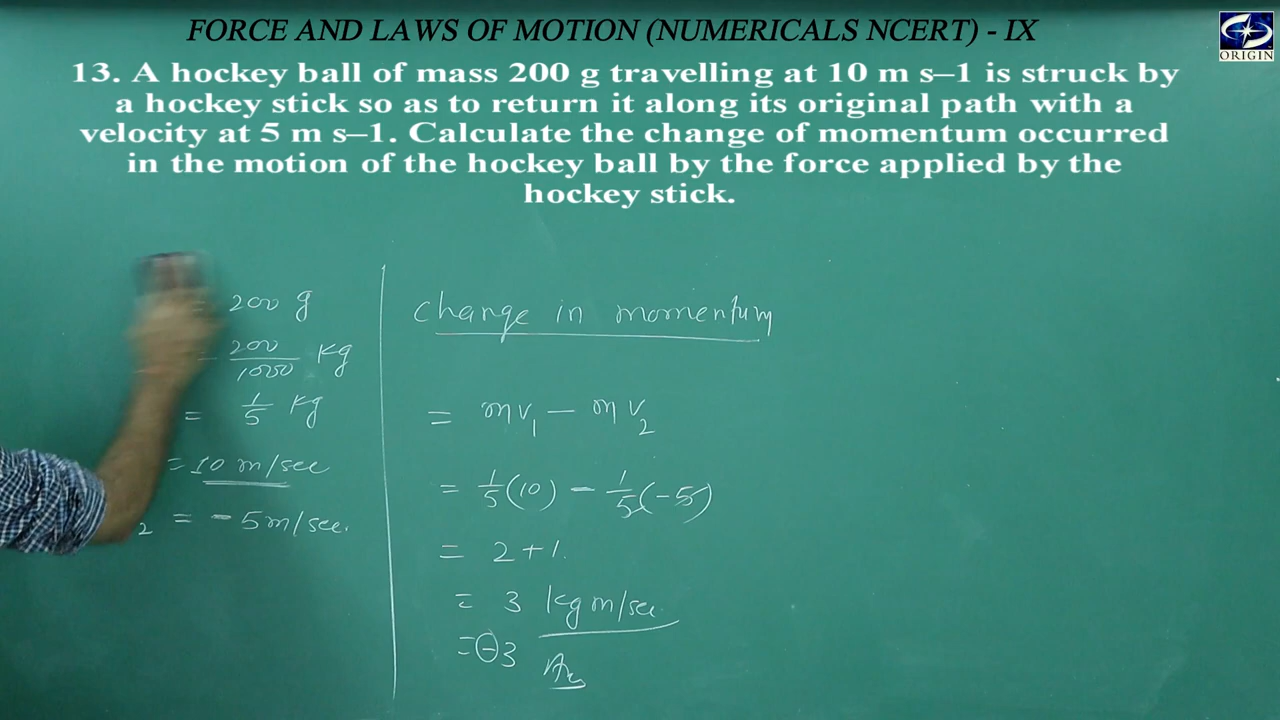 FORCE AND LAWS OF MOTION (NUMERICALS NCERT) - IX
ORIGIN
13. A hockey ball of mass 200 g travelling at 10 m s–1 is struck by
a hockey stick so as to return it along its original path with a
velocity at 5 m s–1. Calculate the change of momentum occurred
in the motion of the hockey ball by the force applied by the
hockey stick.
= 200 g
= 200/1000 kg
= 1/5 kg
= 10 m/sec
2 = -5m/sec.
change in momentum
= mv₁ - mv₂
= 1/5(10) - 1/5(-5)
= 2+1.
= 3 kgm/sec.
= -3
Ans